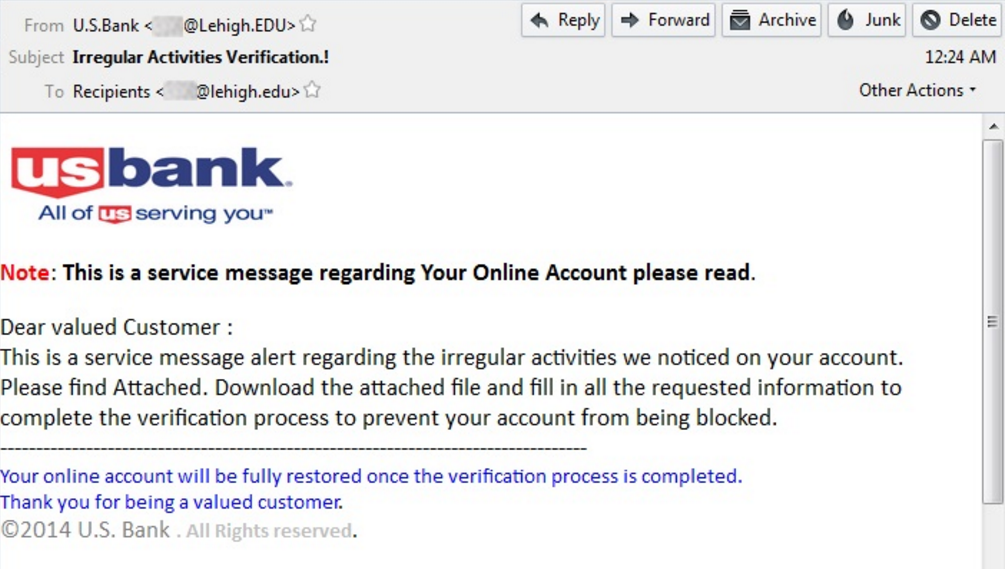 From U.S.Bank < @Lehigh.EDU>
Reply Forward Archive Junk Delete
Subject Irregular Activities Verification.!
12:24 AM
To Recipients < @lehigh.edu>
Other Actions
usbank.
All of us serving you™
Note: This is a service message regarding Your Online Account please read.
Dear valued Customer :
This is a service message alert regarding the irregular activities we noticed on your account.
Please find Attached. Download the attached file and fill in all the requested information to
complete the verification process to prevent your account from being blocked.
--------------------------------------------------------------------------------
Your online account will be fully restored once the verification process is completed.
Thank you for being a valued customer.
©2014 U.S. Bank . All Rights reserved.